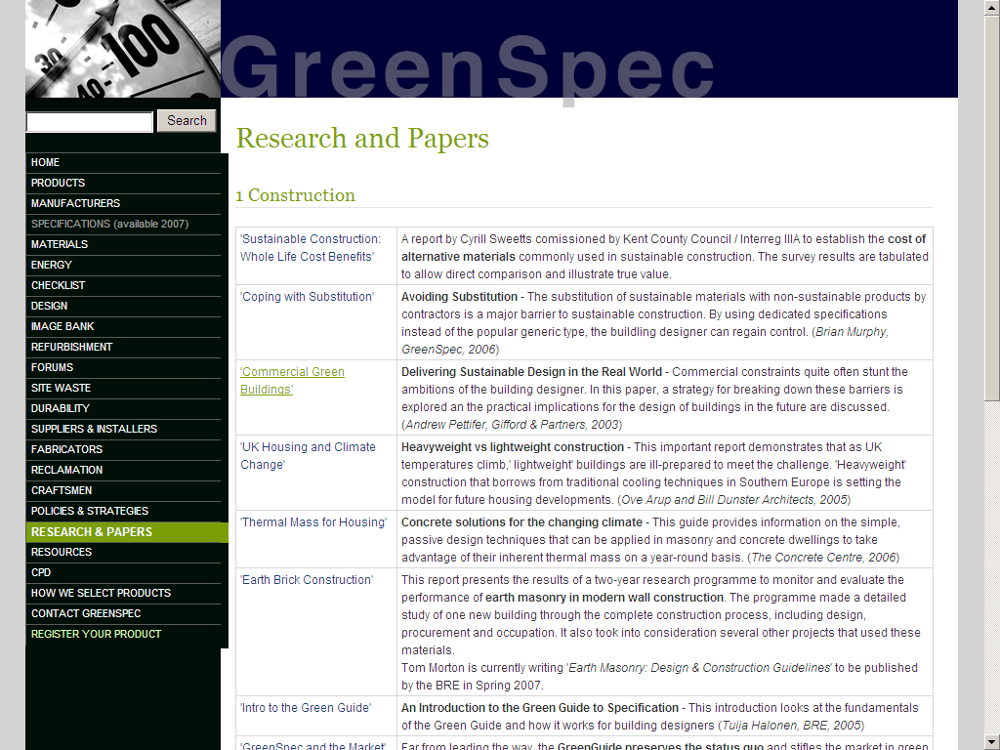 30
40
100
GreenSpec
Search
Research and Papers
1 Construction
HOME
PRODUCTS
MANUFACTURERS
SPECIFICATIONS (available 2007)
MATERIALS
ENERGY
CHECKLIST
DESIGN
IMAGE BANK
REFURBISHMENT
FORUMS
SITE WASTE
DURABILITY
SUPPLIERS & INSTALLERS
FABRICATORS
RECLAMATION
CRAFTSMEN
POLICIES & STRATEGIES
RESEARCH & PAPERS
RESOURCES
CPD
HOW WE SELECT PRODUCTS
CONTACT GREENSPEC
REGISTER YOUR PRODUCT
'Sustainable Construction:
Whole Life Cost Benefits'
A report by Cyrill Sweetts comissioned by Kent County Council / Interreg IIIA to establish the cost of
alternative materials commonly used in sustainable construction. The survey results are tabulated
to allow direct comparison and illustrate true value.
'Coping with Substitution'
Avoiding Substitution - The substitution of sustainable materials with non-sustainable products by
contractors is a major barrier to sustainable construction. By using dedicated specifications
instead of the popular generic type, the buildling designer can regain control. (Brian Murphy,
GreenSpec, 2006)
'Commercial Green
Buildings'
Delivering Sustainable Design in the Real World - Commercial constraints quite often stunt the
ambitions of the building designer. In this paper, a strategy for breaking down these barriers is
explored an the practical implications for the design of buildings in the future are discussed.
(Andrew Pettifer, Gifford & Partners, 2003)
'UK Housing and Climate
Change'
Heavyweight vs lightweight construction - This important report demonstrates that as UK
temperatures climb,' lightweight' buildings are ill-prepared to meet the challenge. 'Heavyweight'
construction that borrows from traditional cooling techniques in Southern Europe is setting the
model for future housing developments. (Ove Arup and Bill Dunster Architects, 2005)
'Thermal Mass for Housing'
Concrete solutions for the changing climate - This guide provides information on the simple,
passive design techniques that can be applied in masonry and concrete dwellings to take
advantage of their inherent thermal mass on a year-round basis. (The Concrete Centre, 2006)
'Earth Brick Construction'
This report presents the results of a two-year research programme to monitor and evaluate the
performance of earth masonry in modern wall construction. The programme made a detailed
study of one new building through the complete construction process, including design,
procurement and occupation. It also took into consideration several other projects that used these
materials.
Tom Morton is currently writing 'Earth Masonry: Design & Construction Guidelines' to be published
by the BRE in Spring 2007.
'Intro to the Green Guide'
An Introduction to the Green Guide to Specification - This introduction looks at the fundamentals
of the Green Guide and how it works for building designers (Tuija Halonen, BRE, 2005)
'GreenSpec and the Market'
Far from leading the way, the GreenGuide preserves the status quo and stifles the market in green